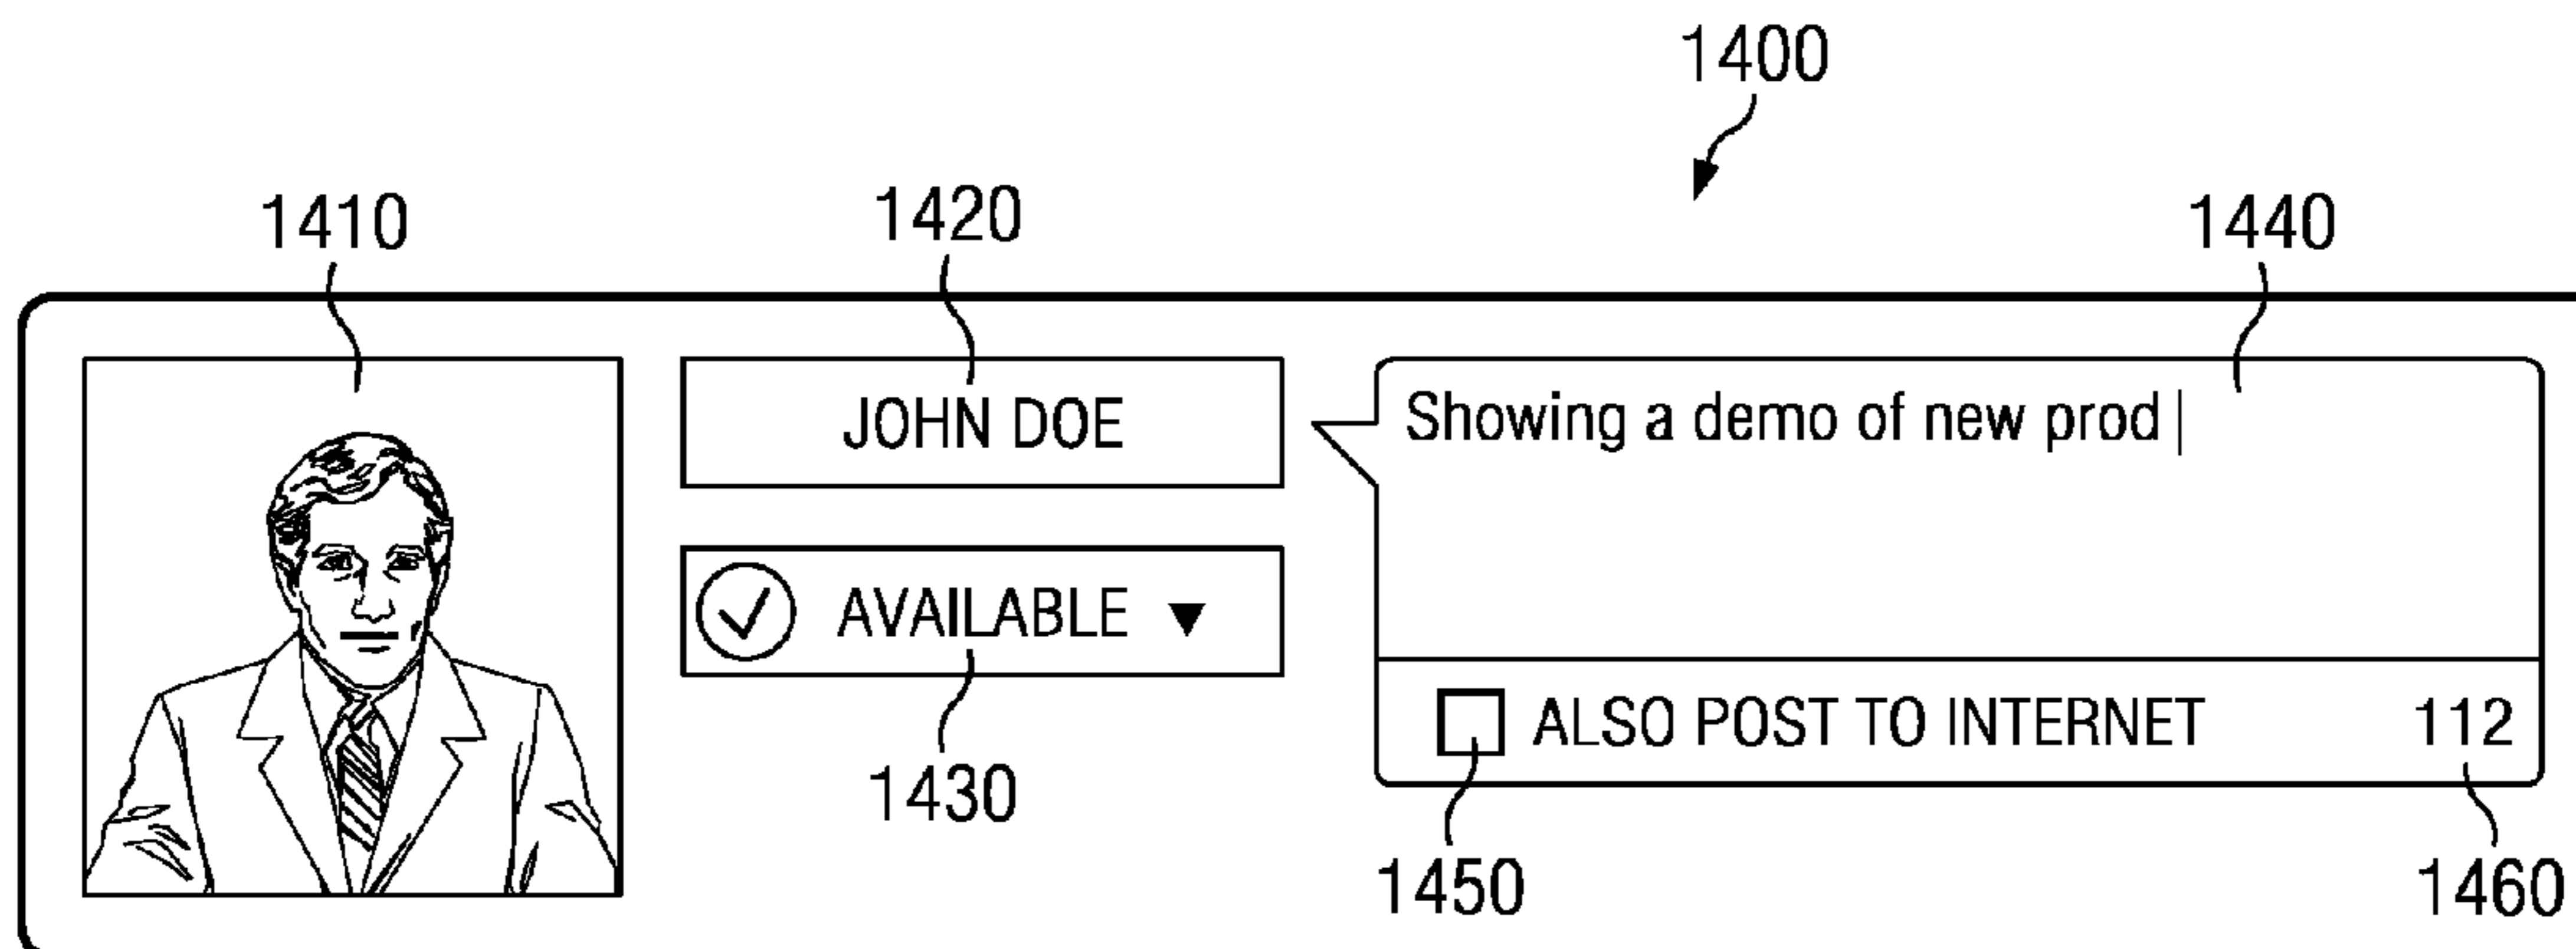 1400
1410
1420
1440
JOHN DOE
Showing a demo of new prod
AVAILABLE
ALSO POST TO INTERNET 112
1430
1450
1460